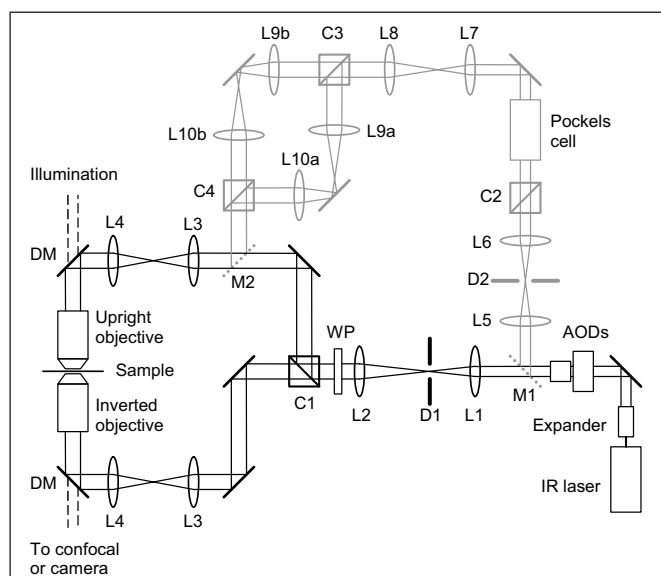 L9b
C3
L8
L7
L10b
L9a
L10a
Pockels
cell
Illumination
C4
C2
L4
L3
L6
DM
M2
D2
Upright
objective
WP
L5
AODs
Sample
M1
Inverted
objective
C1
L2
D1
L1
Expander
DM
IR laser
L4
L3
To confocal
or camera